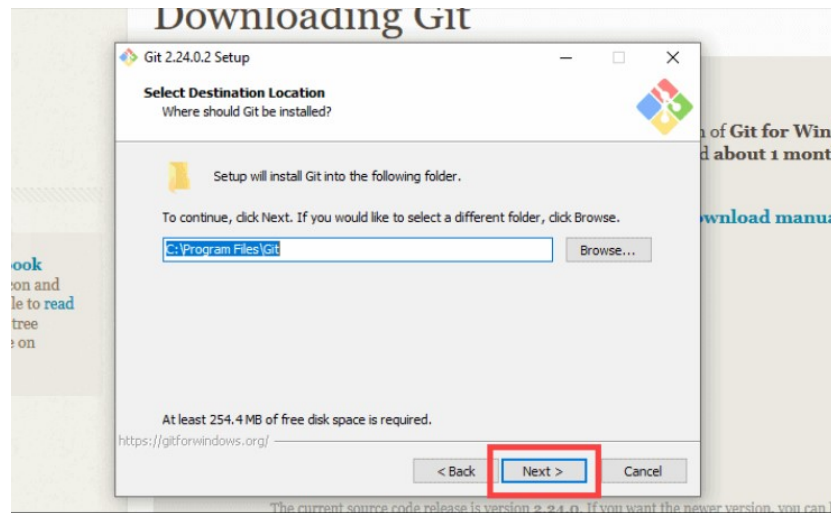 Downloading Git
Git 2.24.0.2 Setup
Select Destination Location
Where should Git be installed?
of Git for Win
d about 1 mont
Setup will install Git into the following folder.
To continue, click Next. If you would like to select a different folder, click Browse.
wnload manua
C:\Program Files\Git
Browse...
ook
on and
le to read
tree
e on
At least 254.4 MB of free disk space is required.
https://gitforwindows.org/
< Back
Next >
Cancel
The current source code release is version 2.24.0. If you want the newer version, you can